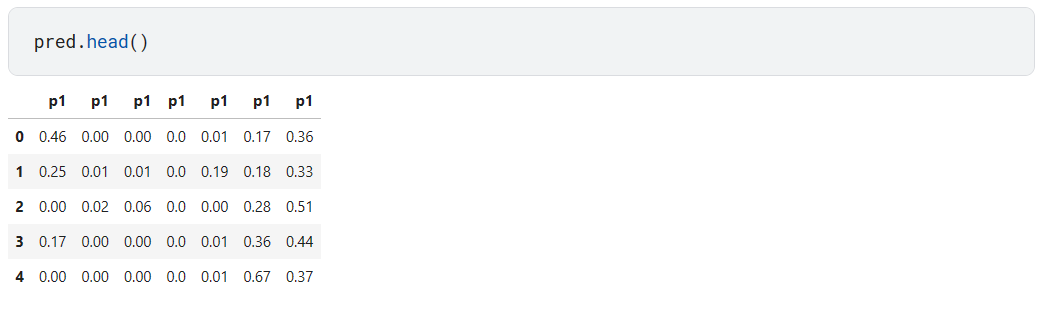 pred.head()
p1 p1 p1 p1 p1 p1 p1
0 0.46 0.00 0.00 0.0 0.01 0.17 0.36
1 0.25 0.01 0.01 0.0 0.19 0.18 0.33
2 0.00 0.02 0.06 0.0 0.00 0.28 0.51
3 0.17 0.00 0.00 0.0 0.01 0.36 0.44
4 0.00 0.00 0.00 0.0 0.01 0.67 0.37